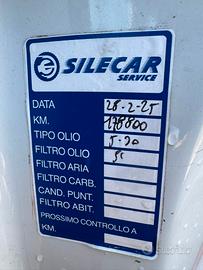 SILECAR
SERVICE
DATA 28-2-25
KM. 178800
TIPO OLIO 5-30
FILTRO OLIO si
FILTRO ARIA
FILTRO CARB.
CAND. PUNT.
FILTRO ABIT.
PROSSIMO CONTROLLO A
KM.